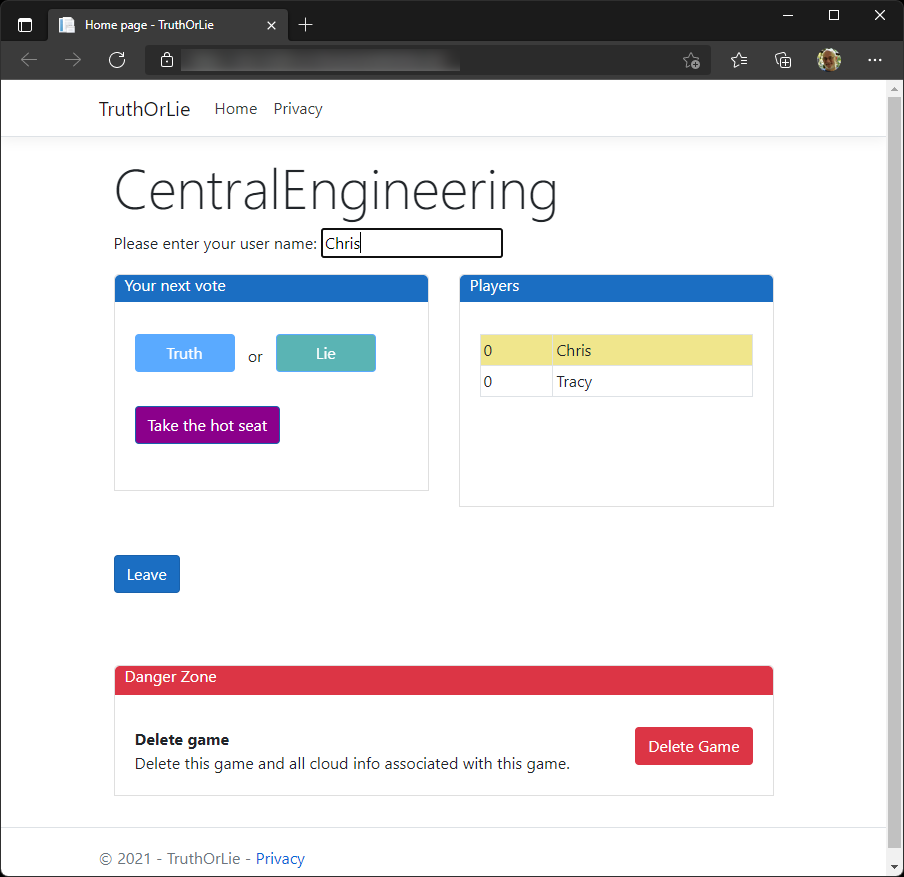 Home page - TruthOrLie
TruthOrLie Home Privacy
CentralEngineering
Please enter your user name: Chris
Your next vote
Truth or Lie
Take the hot seat
Players
0 Chris
0 Tracy
Leave
Danger Zone
Delete game
Delete this game and all cloud info associated with this game.
Delete Game
© 2021 - TruthOrLie - Privacy